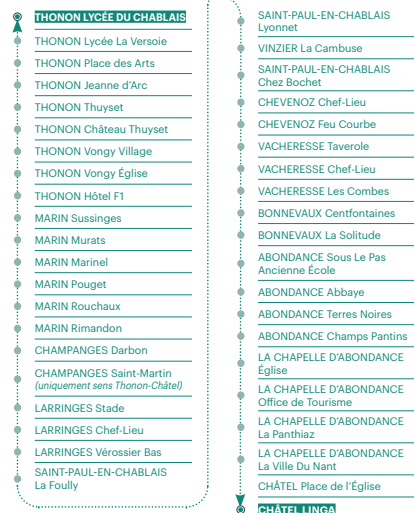 THONON LYCÉE DU CHABLAIS
THONON Lycée La Versoie
THONON Place des Arts
THONON Jeanne d'Arc
THONON Thuyset
THONON Château Thuyset
THONON Vongy Village
THONON Vongy Église
THONON Hôtel F1
MARIN Sussinges
MARIN Murats
MARIN Marinel
MARIN Pouget
MARIN Rouchaux
MARIN Rimandon
CHAMPANGES Darbon
CHAMPANGES Saint-Martin
(uniquement sens Thonon-Châtel)
LARRINGES Stade
LARRINGES Chef-Lieu
LARRINGES Vérossier Bas
SAINT-PAUL-EN-CHABLAIS
La Foully
SAINT-PAUL-EN-CHABLAIS
Lyonnet
VINZIER La Cambuse
SAINT-PAUL-EN-CHABLAIS
Chez Bochet
CHEVENOZ Chef-Lieu
CHEVENOZ Feu Courbe
VACHERESSE Taverole
VACHERESSE Chef-Lieu
VACHERESSE Les Combes
BONNEVAUX Centfontaines
BONNEVAUX La Solitude
ABONDANCE Sous Le Pas
Ancienne École
ABONDANCE Abbaye
ABONDANCE Terres Noires
ABONDANCE Champs Pantins
LA CHAPELLE D'ABONDANCE
Église
LA CHAPELLE D'ABONDANCE
Office de Tourisme
LA CHAPELLE D'ABONDANCE
La Panthiaz
LA CHAPELLE D'ABONDANCE
La Ville Du Nant
CHÂTEL Place de l'Église
CHÂTEL LINGA